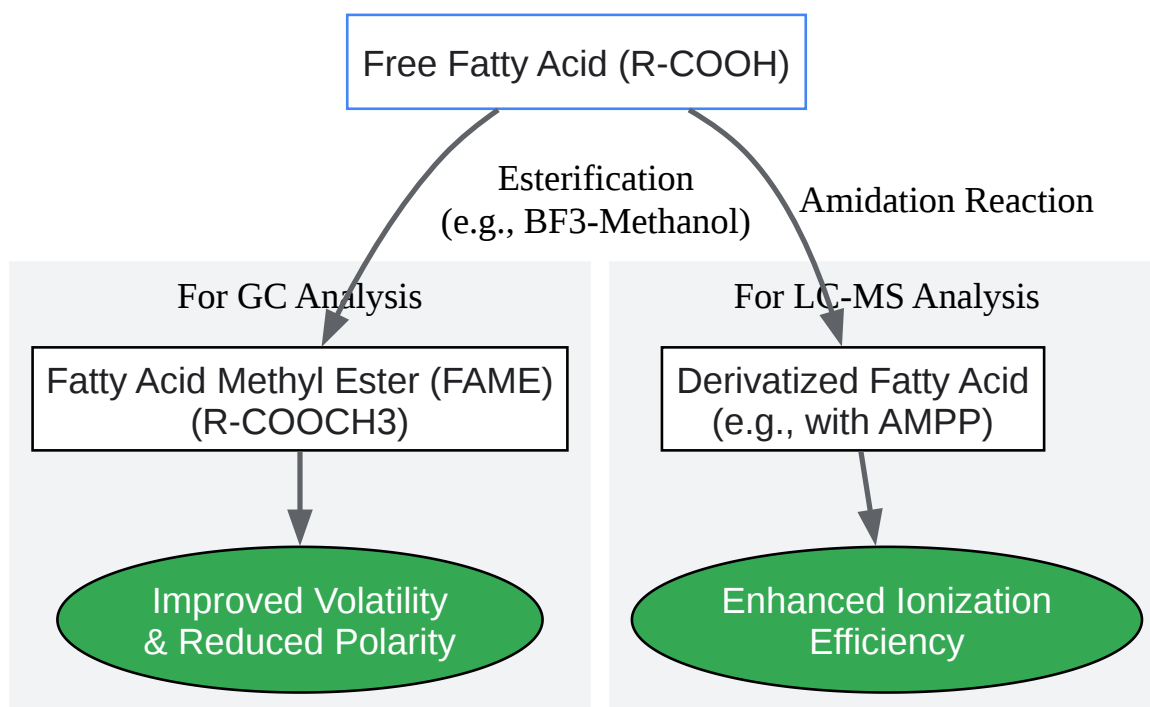 Free Fatty Acid (R-COOH)
Esterification
(e.g., BF3-Methanol)
Amidation Reaction
For GC Analysis
Fatty Acid Methyl Ester (FAME)
(R-COOCH3)
Improved Volatility
& Reduced Polarity
For LC-MS Analysis
Derivatized Fatty Acid
(e.g., with AMPP)
Enhanced Ionization
Efficiency